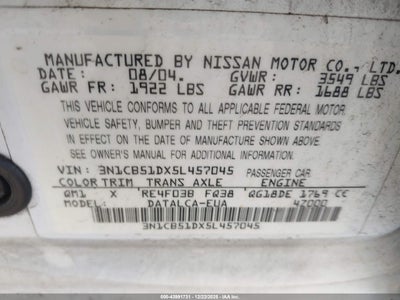 MANUFACTURED BY NISSAN MOTOR CO., LTD.
DATE: 08/04. GVWR: 3549 LBS
GAWR FR: 1922 LBS GAWR RR: 1688 LBS
THIS VEHICLE CONFORMS TO ALL APPLICABLE FEDERAL MOTOR
VEHICLE SAFETY, BUMPER AND THEFT PREVENTION STANDARDS
IN EFFECT ON THE DATE OF MANUFACTURE SHOWN ABOVE.
SEE OWNER'S MANUAL FOR ADDITIONAL INFORMATION
VIN: 3N1CB51DX5L457045 PASSENGER CAR
COLOR TRIM TRANS AXLE ENGINE
QM1 X RE4F03B FQ38 QG18DE 1769 CC
MODEL: DATALCA-EUA 42000
3N1CB51DX5L457045
500-43991731 - 12/22/2025 - IAAI